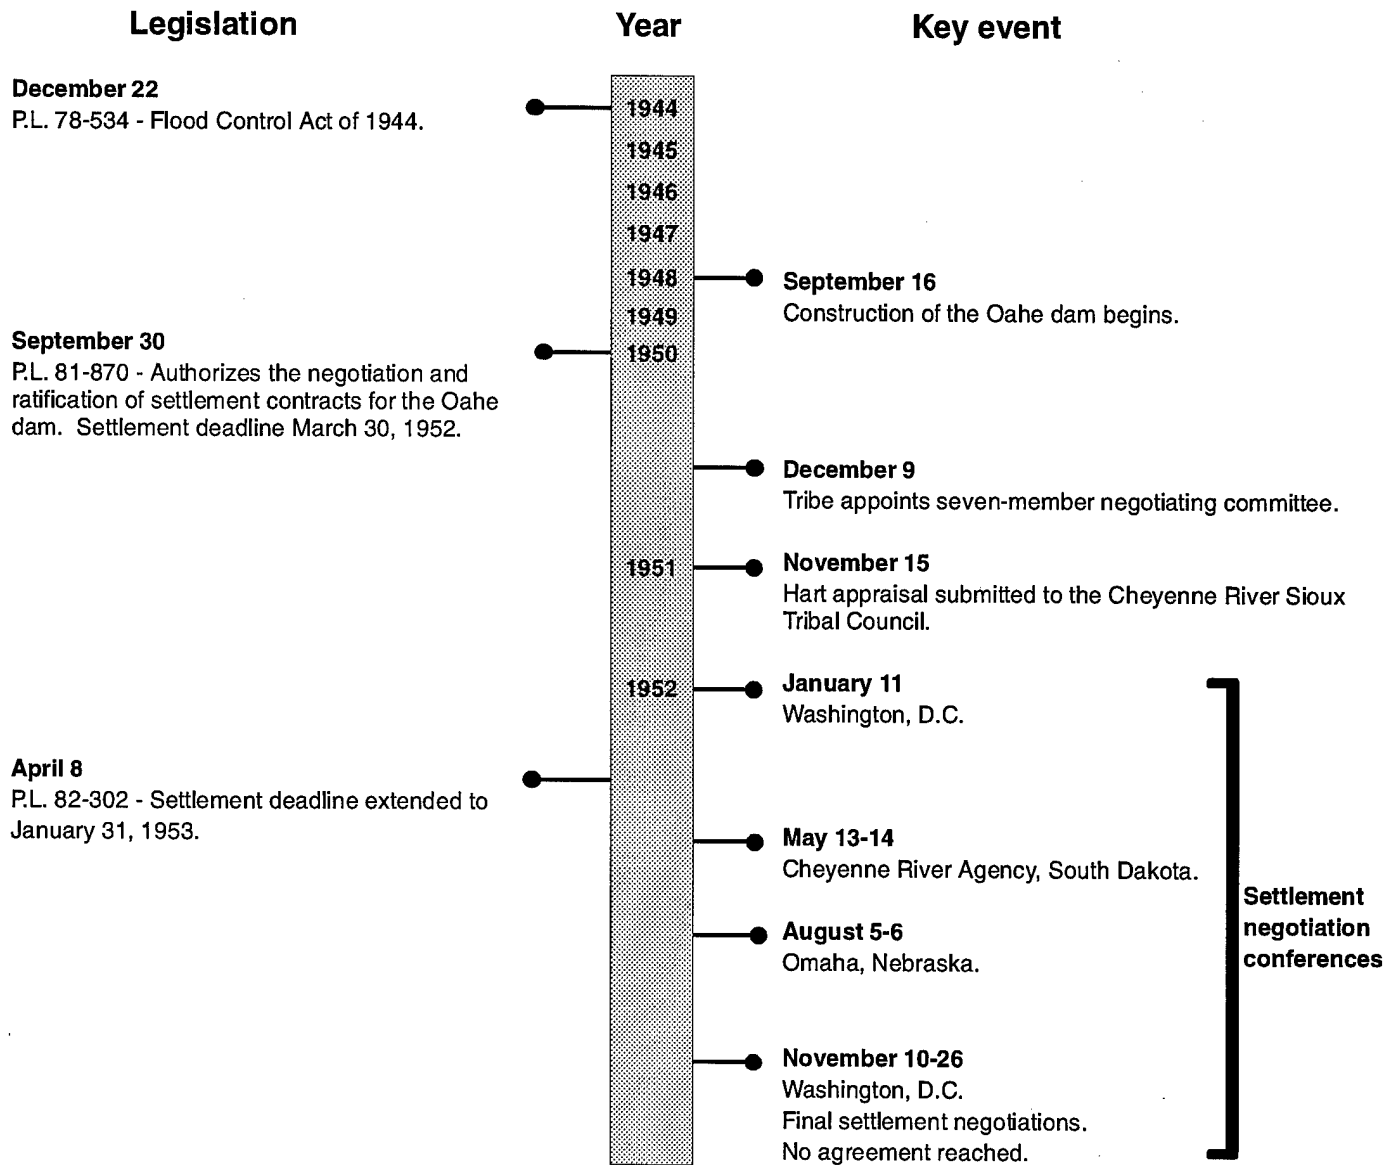 Legislation
Year
Key event
December 22
P.L. 78-534 - Flood Control Act of 1944.
1944
1945
1946
1947
1948
September 16
Construction of the Oahe dam begins.
1949
September 30
P.L. 81-870 - Authorizes the negotiation and
ratification of settlement contracts for the Oahe
dam. Settlement deadline March 30, 1952.
1950
December 9
Tribe appoints seven-member negotiating committee.
1951
November 15
Hart appraisal submitted to the Cheyenne River Sioux
Tribal Council.
1952
January 11
Washington, D.C.
April 8
P.L. 82-302 - Settlement deadline extended to
January 31, 1953.
May 13-14
Cheyenne River Agency, South Dakota.
August 5-6
Omaha, Nebraska.
November 10-26
Washington, D.C.
Final settlement negotiations.
No agreement reached.
Settlement
negotiation
conferences